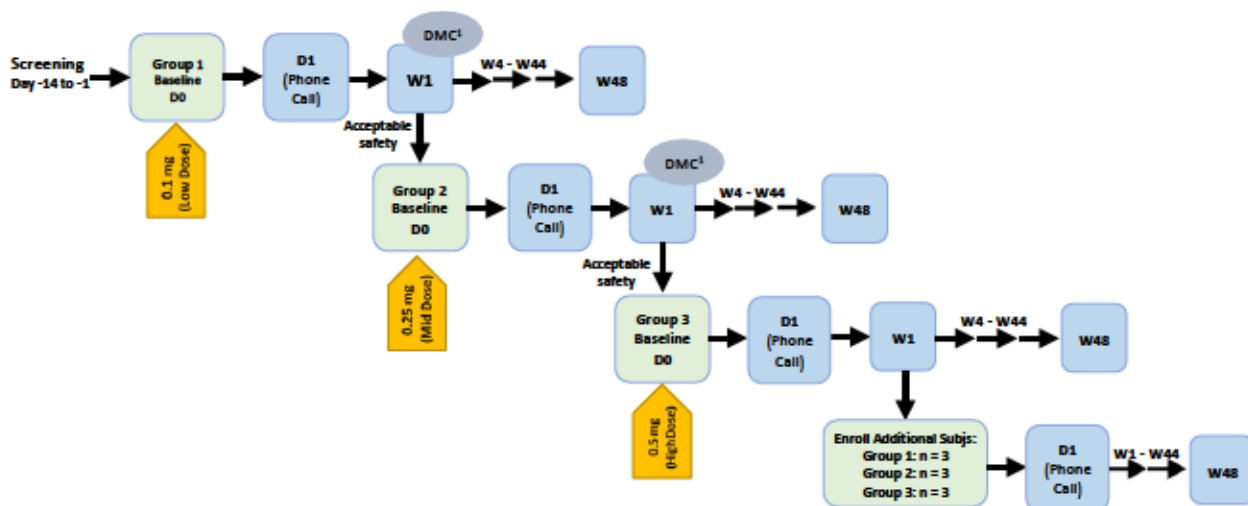 Screening
Day -14 to -1
Group 1
Baseline
D0
0.1 mg
(Low Dose)
D1
(Phone
Call)
DMC¹
W1
W4 - W44
W48
Acceptable
safety
Group 2
Baseline
D0
0.25 mg
(Mid Dose)
D1
(Phone
Call)
DMC¹
W1
W4 - W44
W48
Acceptable
safety
Group 3
Baseline
D0
0.5 mg
(HighDose)
D1
(Phone
Call)
W1
W4 - W44
W48
Enroll Additional Subjs:
Group 1: n = 3
Group 2: n = 3
Group 3: n = 3
D1
(Phone
Call)
W1 - W44
W48